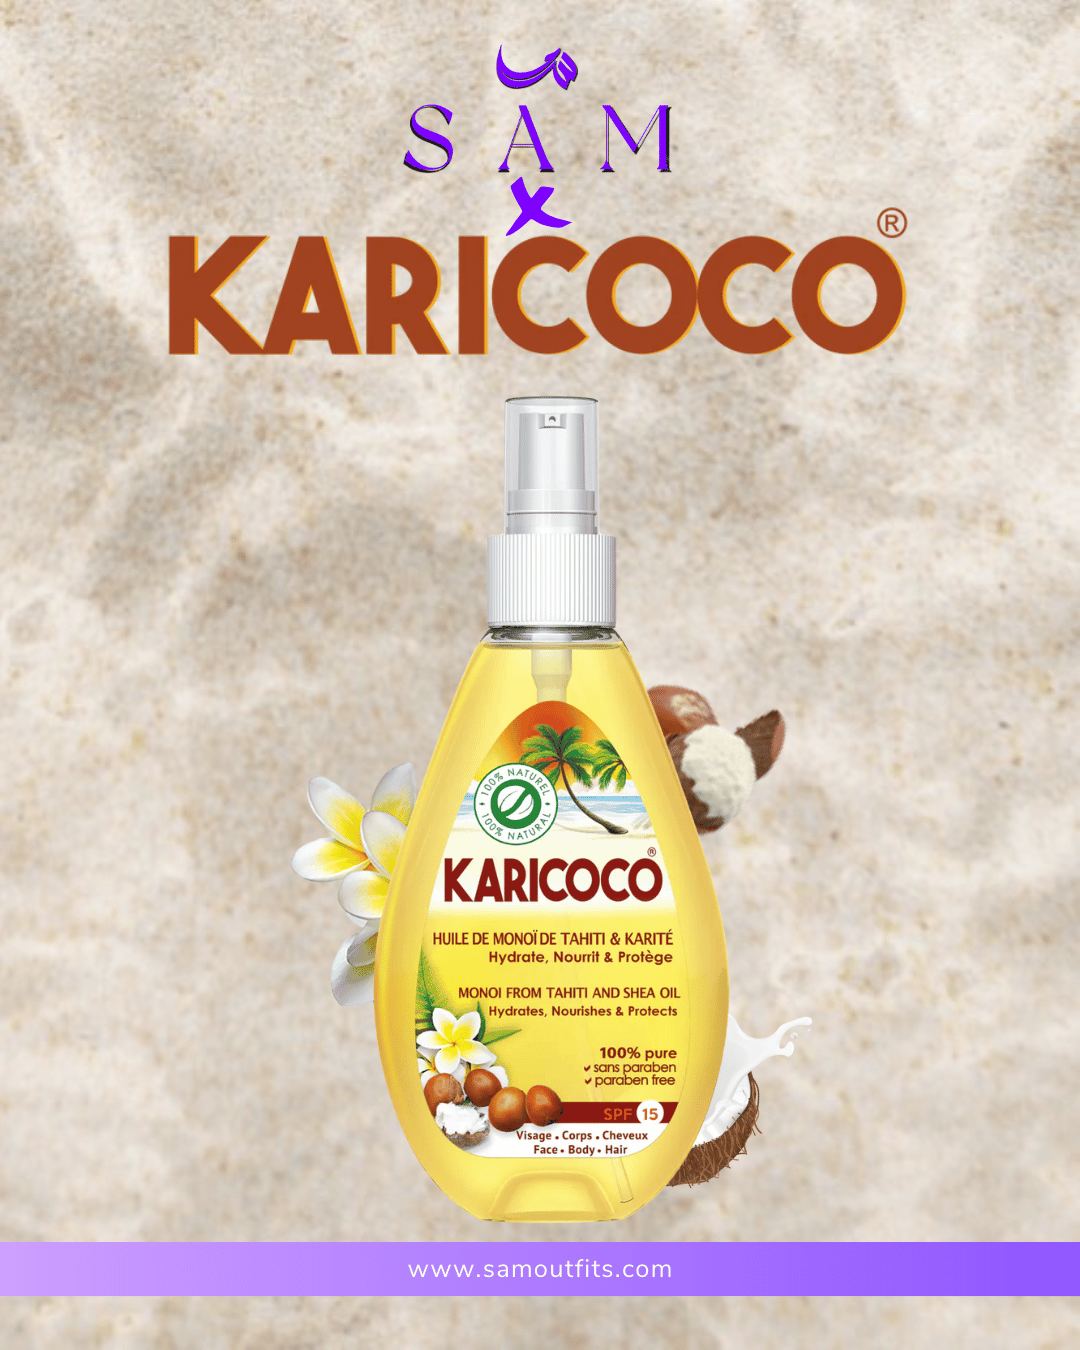 SAM
X
KARICOCO®
100% NATUREL
100% NATURAL
KARICOCO®
HUILE DE MONOÏ DE TAHITI & KARITÉ
Hydrate, Nourrit & Protège
MONOI FROM TAHITI AND SHEA OIL
Hydrates, Nourishes & Protects
100% pure
sans paraben
paraben free
SPF 15
Visage . Corps . Cheveux
Face • Body • Hair
www.samoutfits.com